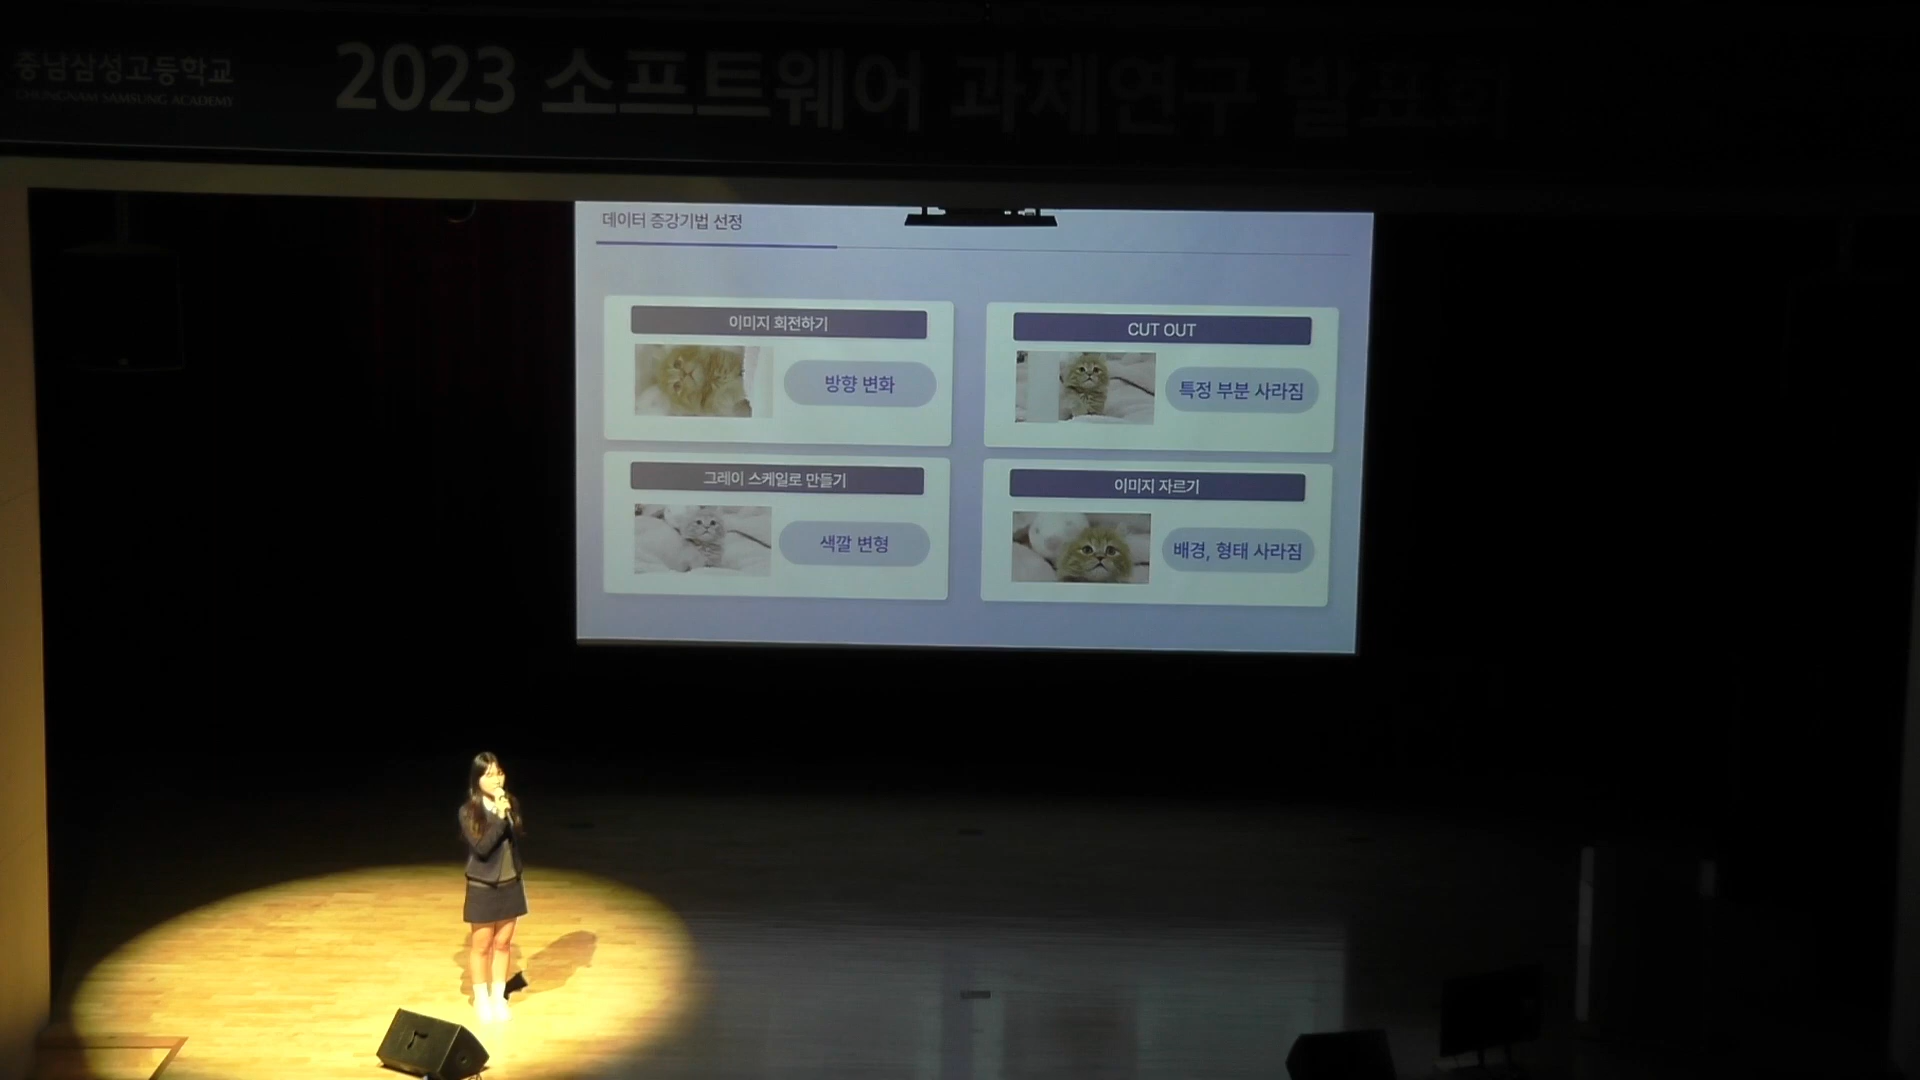 충남삼성고등학교
CHUNGNAM SAMSUNG ACADEMY
2023 소프트웨어 과제연구 발표회
데이터 증강기법 선정
이미지 회전하기
방향 변화
CUT OUT
특정 부분 사라짐
그레이 스케일로 만들기
색깔 변형
이미지 자르기
배경, 형태 사라짐